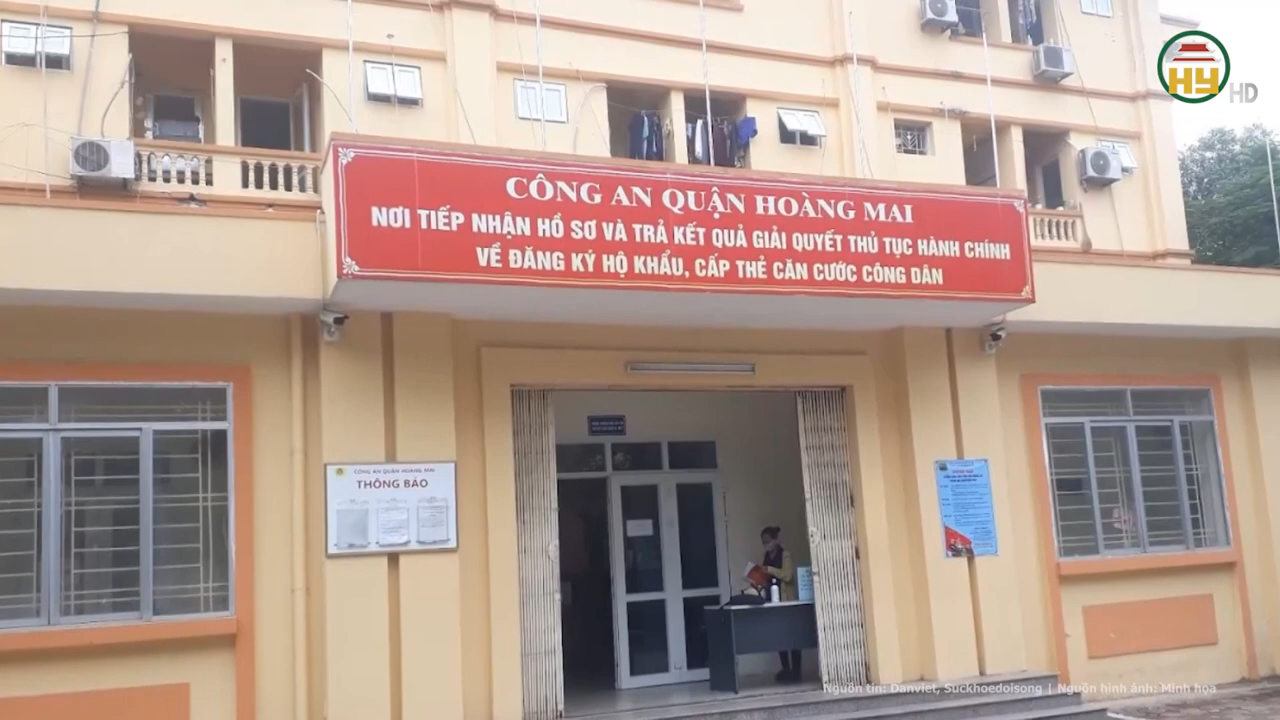 HY HD
CÔNG AN QUẬN HOÀNG MAI
NƠI TIẾP NHẬN HỒ SƠ VÀ TRẢ KẾT QUẢ GIẢI QUYẾT THỦ TỤC HÀNH CHÍNH
VỀ ĐĂNG KÝ HỘ KHẨU, CẤP THẺ CĂN CƯỚC CÔNG DÂN
CÔNG AN QUẬN HOÀNG MAI
THÔNG BÁO
Nguồn tin: Danviet, Suckhoedoisong | Nguồn hình ảnh: Minh họa